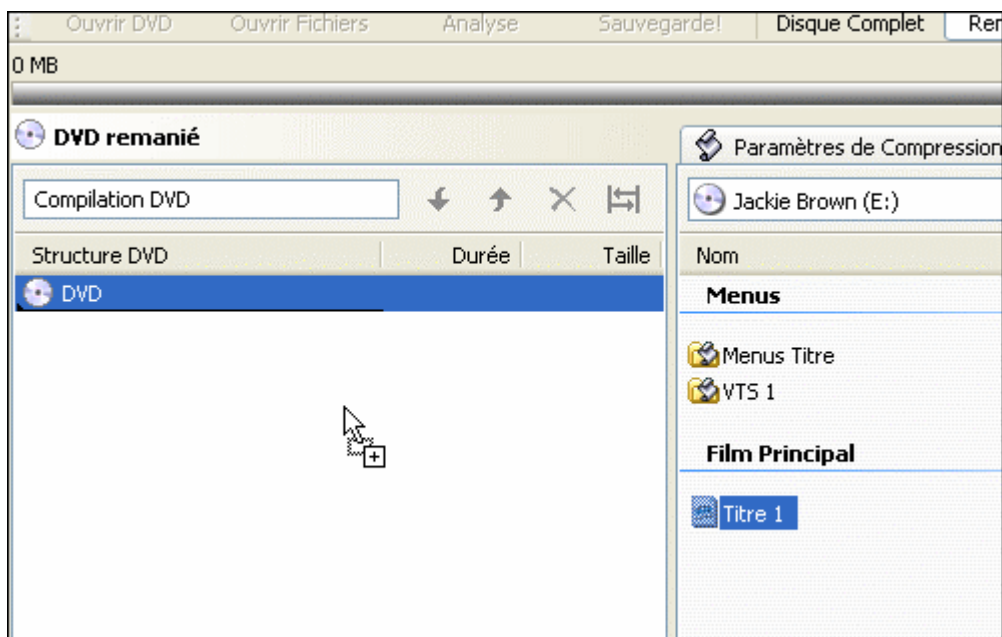 Ouvrir DVD Ouvrir Fichiers Analyse Sauvegarde! Disque Complet Rer
0 MB
DVD remanié
Paramètres de Compression
Compilation DVD
Jackie Brown (E:)
Structure DVD Durée Taille
Nom
DVD
Menus
Menus Titre
VTS 1
Film Principal
Titre 1